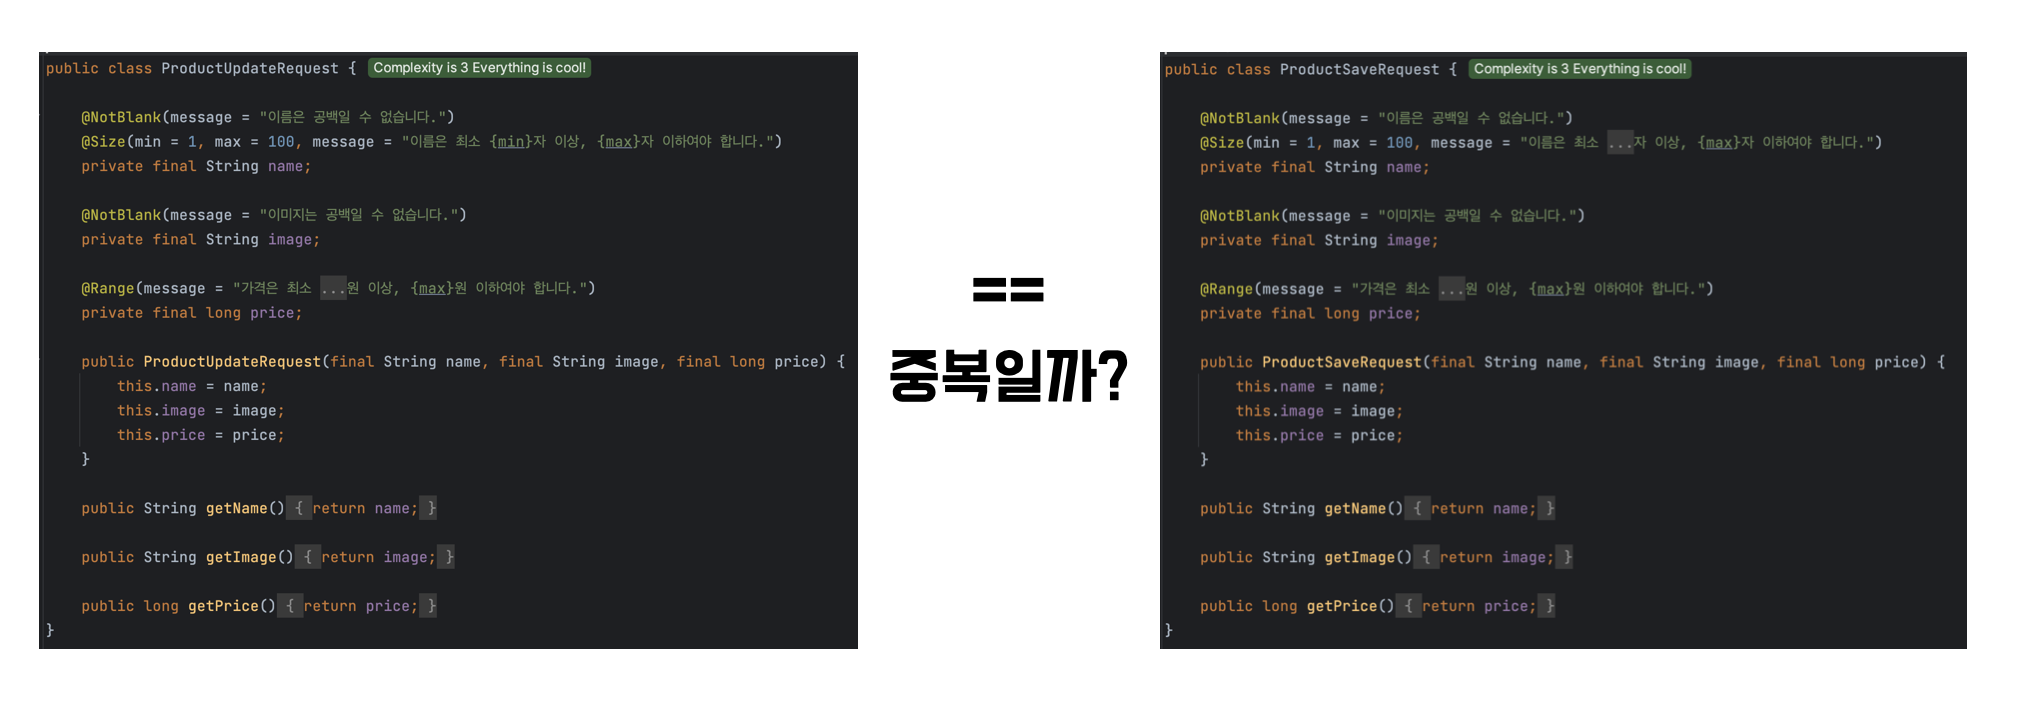 public class ProductUpdateRequest { Complexity is 3 Everything is cool!
@NotBlank(message = "이름은 공백일 수 없습니다.")
@Size(min = 1, max = 100, message = "이름은 최소 {min}자 이상, {max}자 이하여야 합니다.")
private final String name;
@NotBlank(message = "이미지는 공백일 수 없습니다.")
private final String image;
@Range(message = "가격은 최소 ...원 이상, {max}원 이하여야 합니다.")
private final long price;
public ProductUpdateRequest(final String name, final String image, final long price) {
this.name = name;
this.image = image;
this.price = price;
}
public String getName() { return name; }
public String getImage() { return image; }
public long getPrice() { return price; }
}
==
중복일까?
public class ProductSaveRequest { Complexity is 3 Everything is cool!
@NotBlank(message = "이름은 공백일 수 없습니다.")
@Size(min = 1, max = 100, message = "이름은 최소 ...자 이상, {max}자 이하여야 합니다.")
private final String name;
@NotBlank(message = "이미지는 공백일 수 없습니다.")
private final String image;
@Range(message = "가격은 최소 ...원 이상, {max}원 이하여야 합니다.")
private final long price;
public ProductSaveRequest(final String name, final String image, final long price) {
this.name = name;
this.image = image;
this.price = price;
}
public String getName() { return name; }
public String getImage() { return image; }
public long getPrice() { return price; }
}